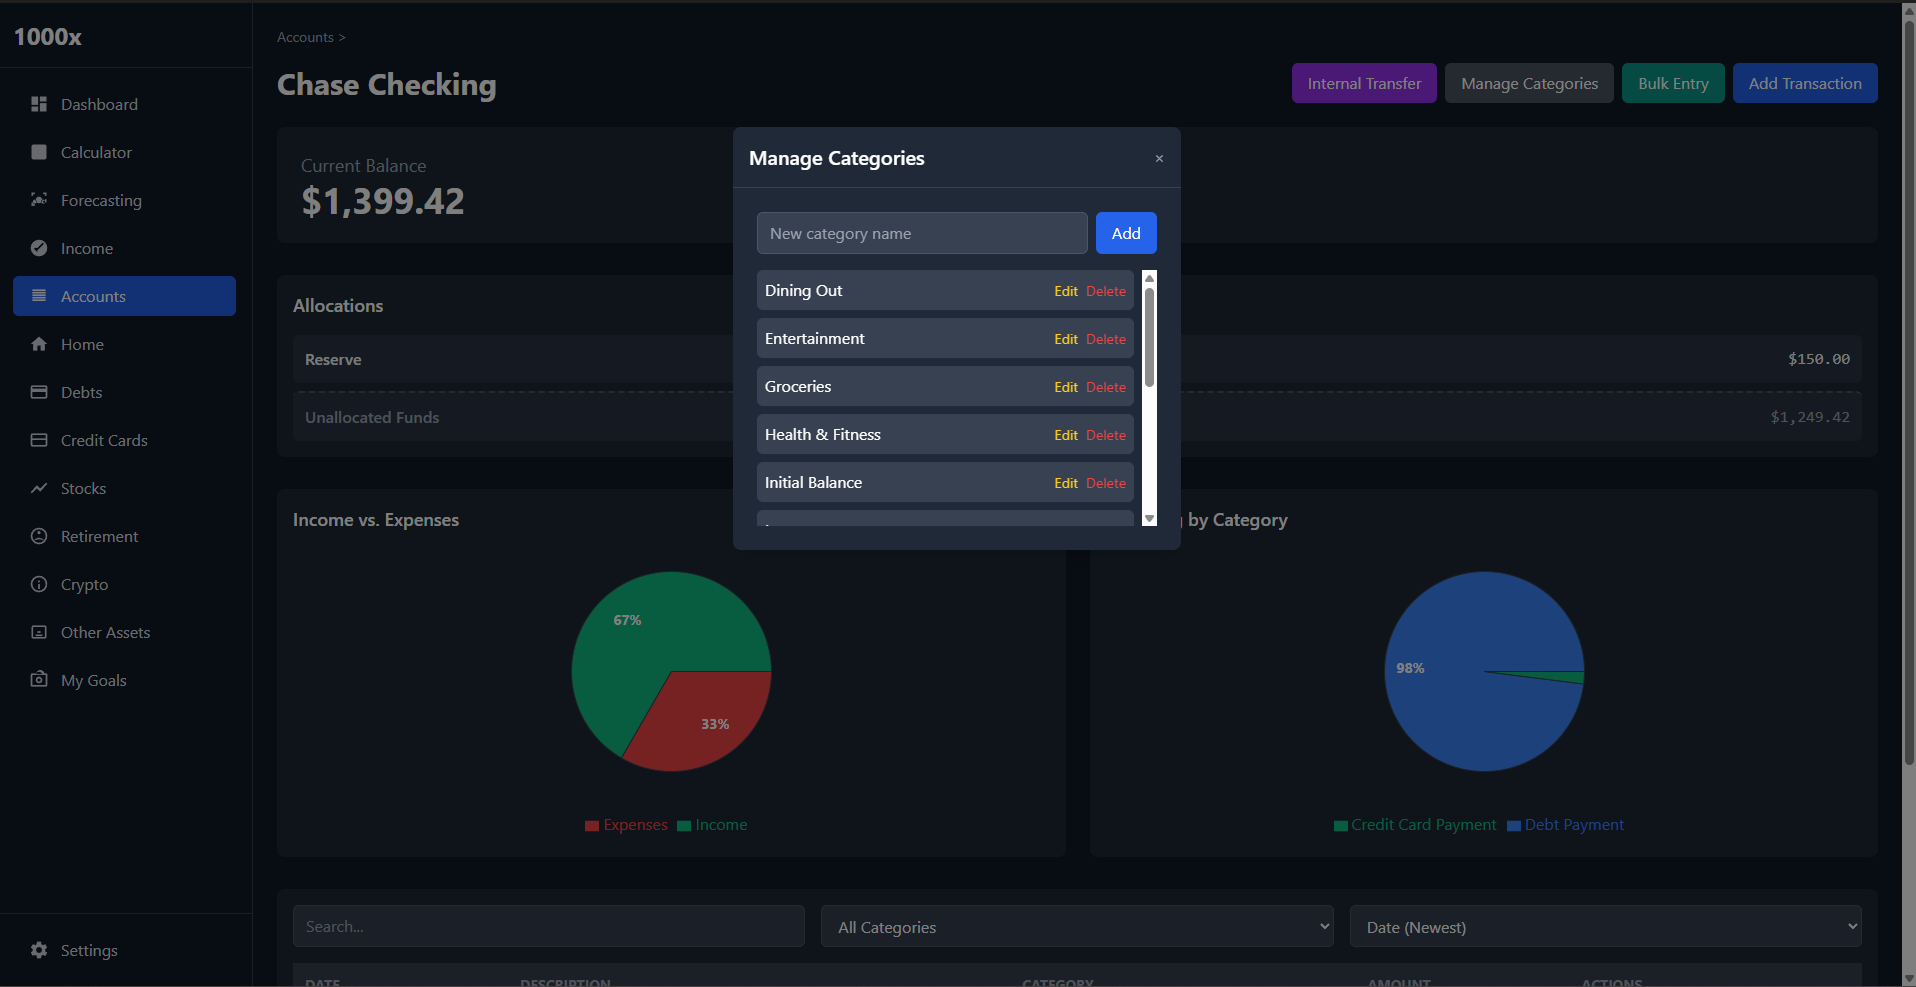 1000x
Dashboard
Calculator
Forecasting
Income
Accounts
Home
Debts
Credit Cards
Stocks
Retirement
Crypto
Other Assets
My Goals
Settings
Accounts >
Chase Checking
Internal Transfer
Manage Categories
Bulk Entry
Add Transaction
Current Balance
$1,399.42
Allocations
Reserve
$150.00
Unallocated Funds
$1,249.42
Manage Categories
×
New category name
Add
Dining Out Edit Delete
Entertainment Edit Delete
Groceries Edit Delete
Health & Fitness Edit Delete
Initial Balance Edit Delete
Income vs. Expenses
67%
33%
Expenses Income
by Category
98%
Credit Card Payment Debt Payment
Search...
All Categories
Date (Newest)
DATE DESCRIPTION CATEGORY AMOUNT ACTIONS